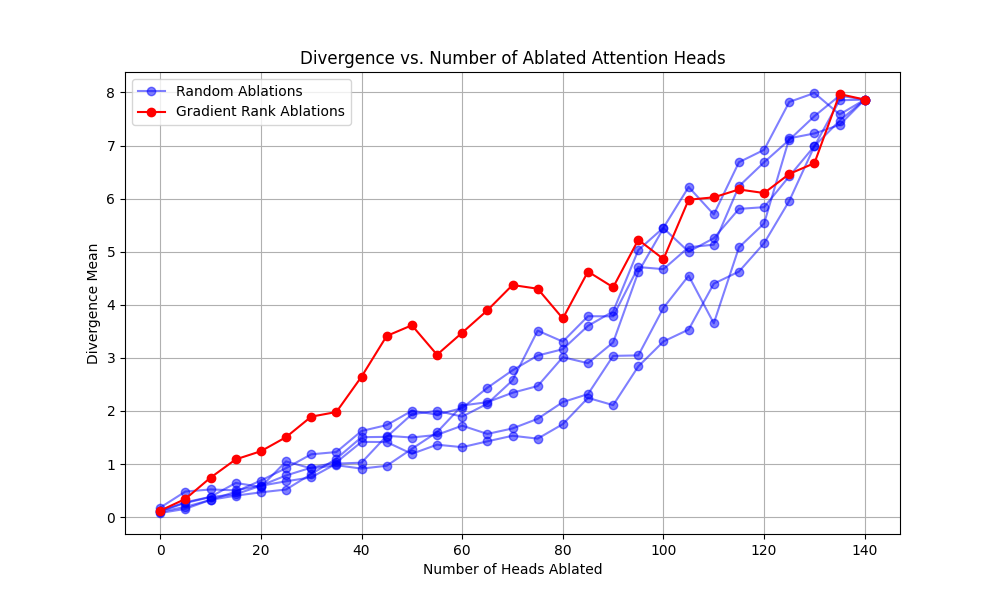 Divergence vs. Number of Ablated Attention Heads
Random Ablations
Gradient Rank Ablations
Divergence Mean
8
7
6
5
4
3
2
1
0
0 20 40 60 80 100 120 140
Number of Heads Ablated